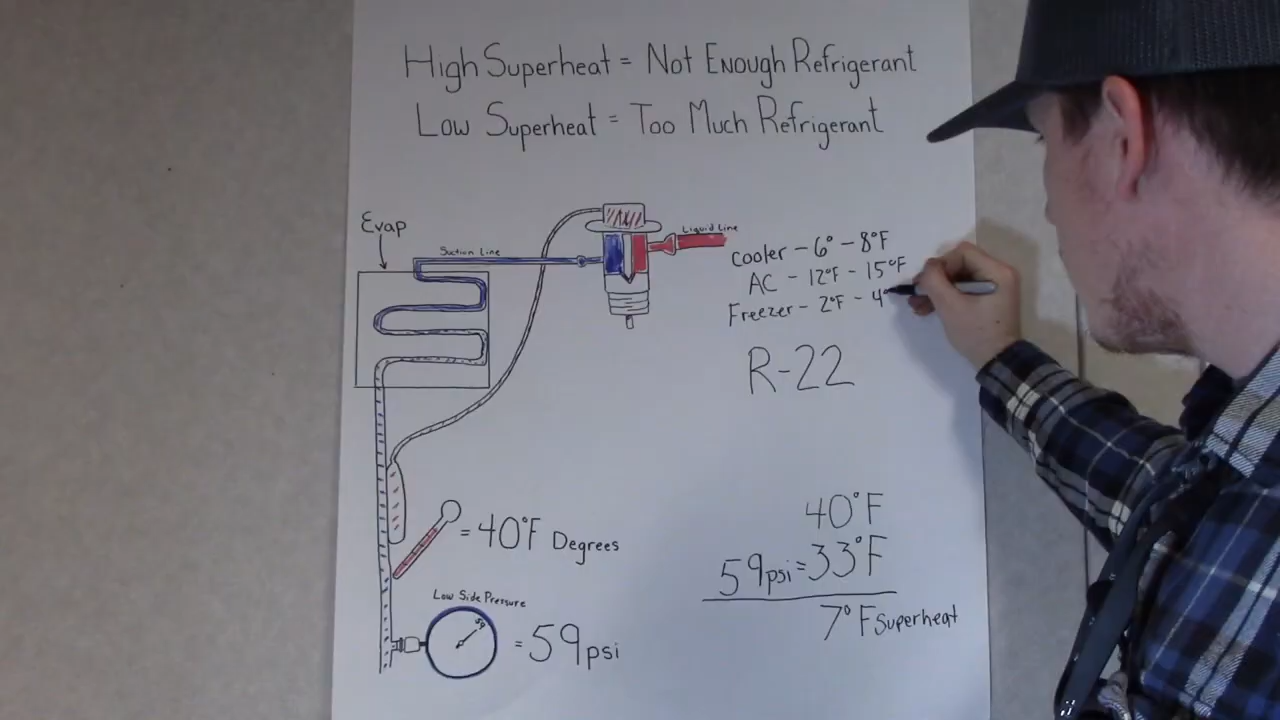 High Superheat = Not Enough Refrigerant
Low Superheat = Too Much Refrigerant
Evap
Suction Line
Liquid Line
Cooler - 6° - 8°F
AC - 12°F - 15°F
Freezer - 2°F - 4°
R-22
= 40°F Degrees
Low Side Pressure
59
= 59psi
40°F
59psi = 33°F
7°F Superheat